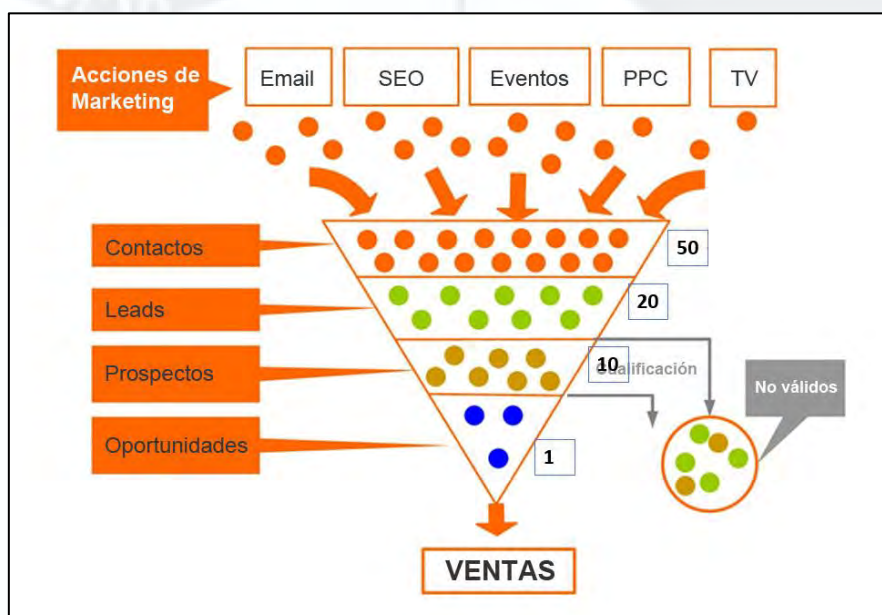 Acciones de
Marketing
Email
SEO
Eventos
PPC
TV
Contactos
50
Leads
20
Prospectos
10
Cualificación
No válidos
Oportunidades
1
VENTAS